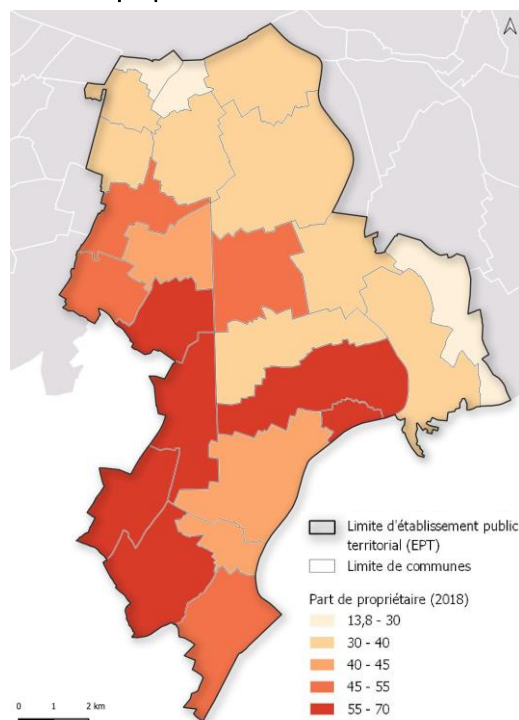 Limite d'établissement public
territorial (EPT)
Limite de communes
Part de propriétaire (2018)
13,8 - 30
30 - 40
40 - 45
45 - 55
55 - 70
0 1 2 km